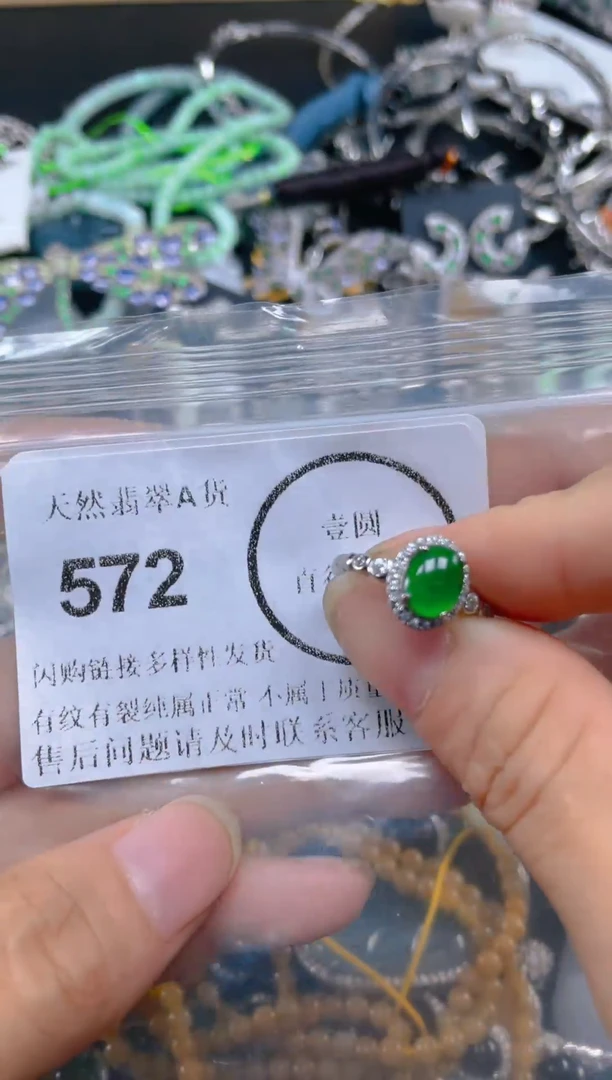 天然翡翠A货
壹圆
572
闪购链接多样性发货
有纹有裂纯属正常 不属于质量
售后问题请及时联系客服